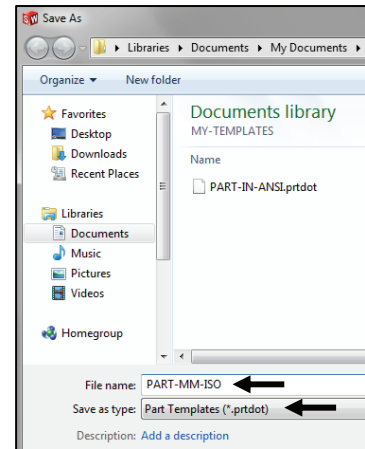 Save As
Libraries ▸ Documents ▸ My Documents ▸
Organize ▾ New folder
Favorites
Desktop
Downloads
Recent Places
Libraries
Documents
Music
Pictures
Videos
Homegroup
Documents library
MY-TEMPLATES
Name
PART-IN-ANSI.prtdot
File name: PART-MM-ISO
Save as type: Part Templates (*.prtdot)
Description: Add a description